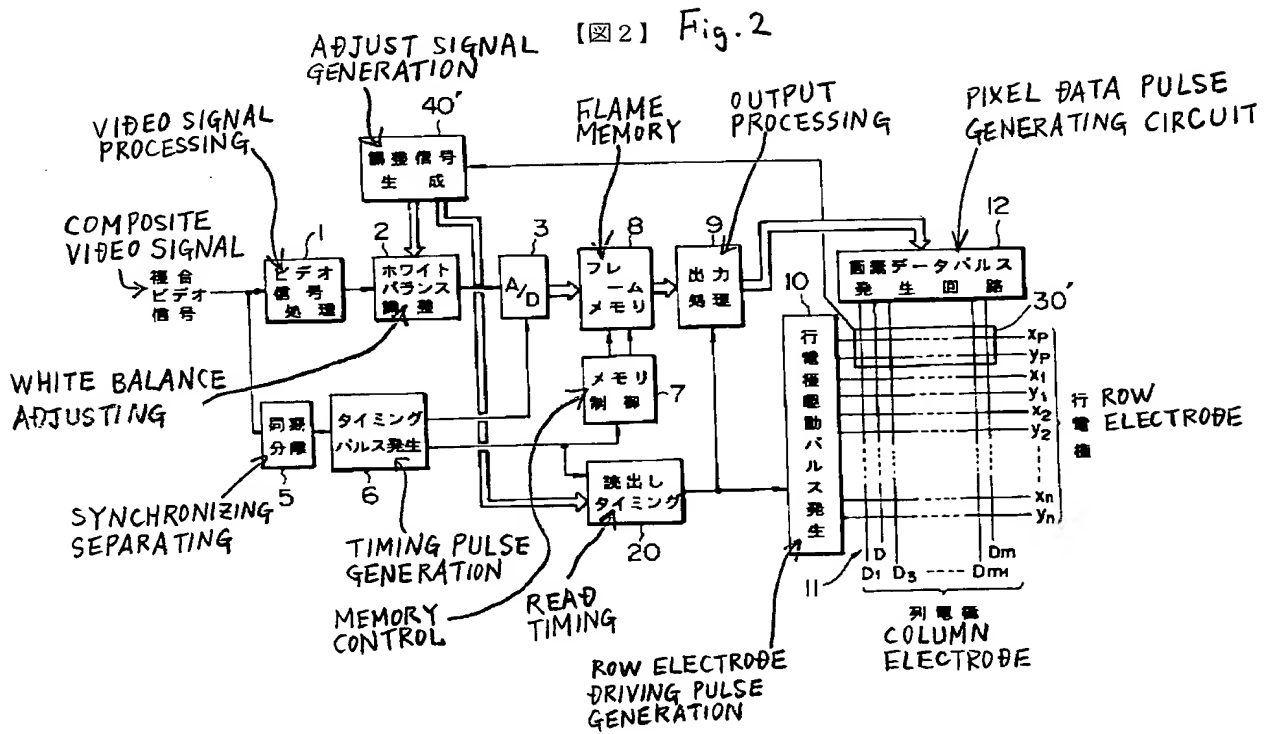 【図2】 Fig.2
ADJUST SIGNAL
GENERATION
40'
調整信号
生成
VIDEO SIGNAL
PROCESSING
FLAME
MEMORY
OUTPUT
PROCESSING
PIXEL DATA PULSE
GENERATING CIRCUIT
COMPOSITE
VIDEO SIGNAL
複合
ビデオ
信号
1
ビデオ
信号
処理
2
ホワイト
バランス
調整
3
A/D
8
フレ
ーム
メモリ
9
出力
処理
12
画素データパルス
発生回路
30'
10
行電極駆動パルス発生
xP
yP
x1
y1
x2
y2
xn
yn
行電極
ROW
ELECTRODE
WHITE BALANCE
ADJUSTING
メモリ
制御
7
同期
分離
5
タイミング
パルス発生
6
読出し
タイミング
20
SYNCHRONIZING
SEPARATING
TIMING PULSE
GENERATION
MEMORY
CONTROL
READ
TIMING
ROW ELECTRODE
DRIVING PULSE
GENERATION
11
D Dm
D1 D3 Dm1
列電極
COLUMN
ELECTRODE